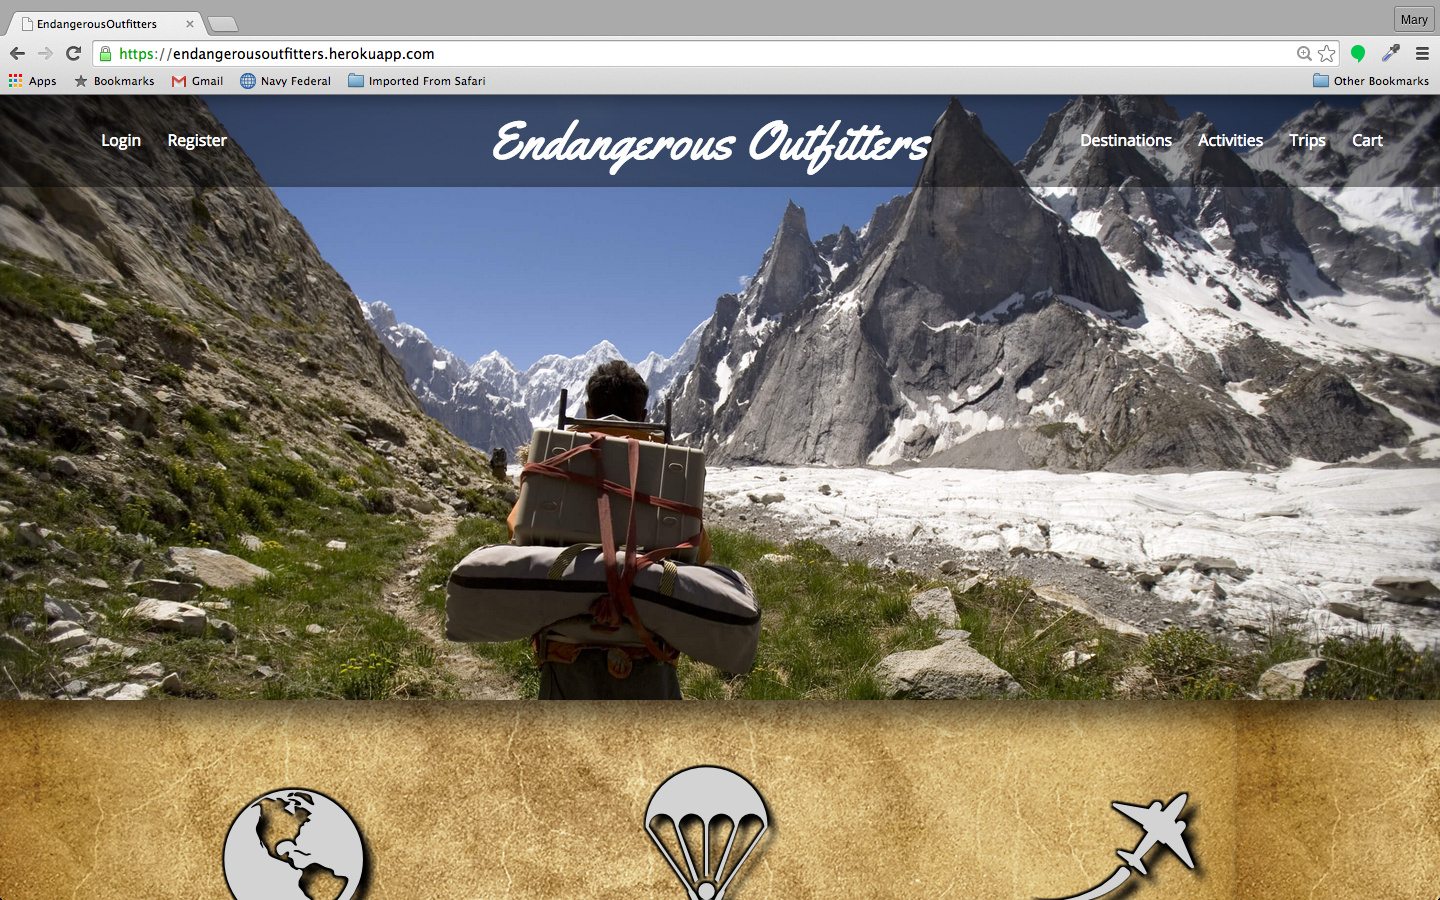 EndangerousOutfitters
Mary
https://endangerousoutfitters.herokuapp.com
Apps Bookmarks Gmail Navy Federal Imported From Safari Other Bookmarks
Login Register Endangerous Outfitters Destinations Activities Trips Cart